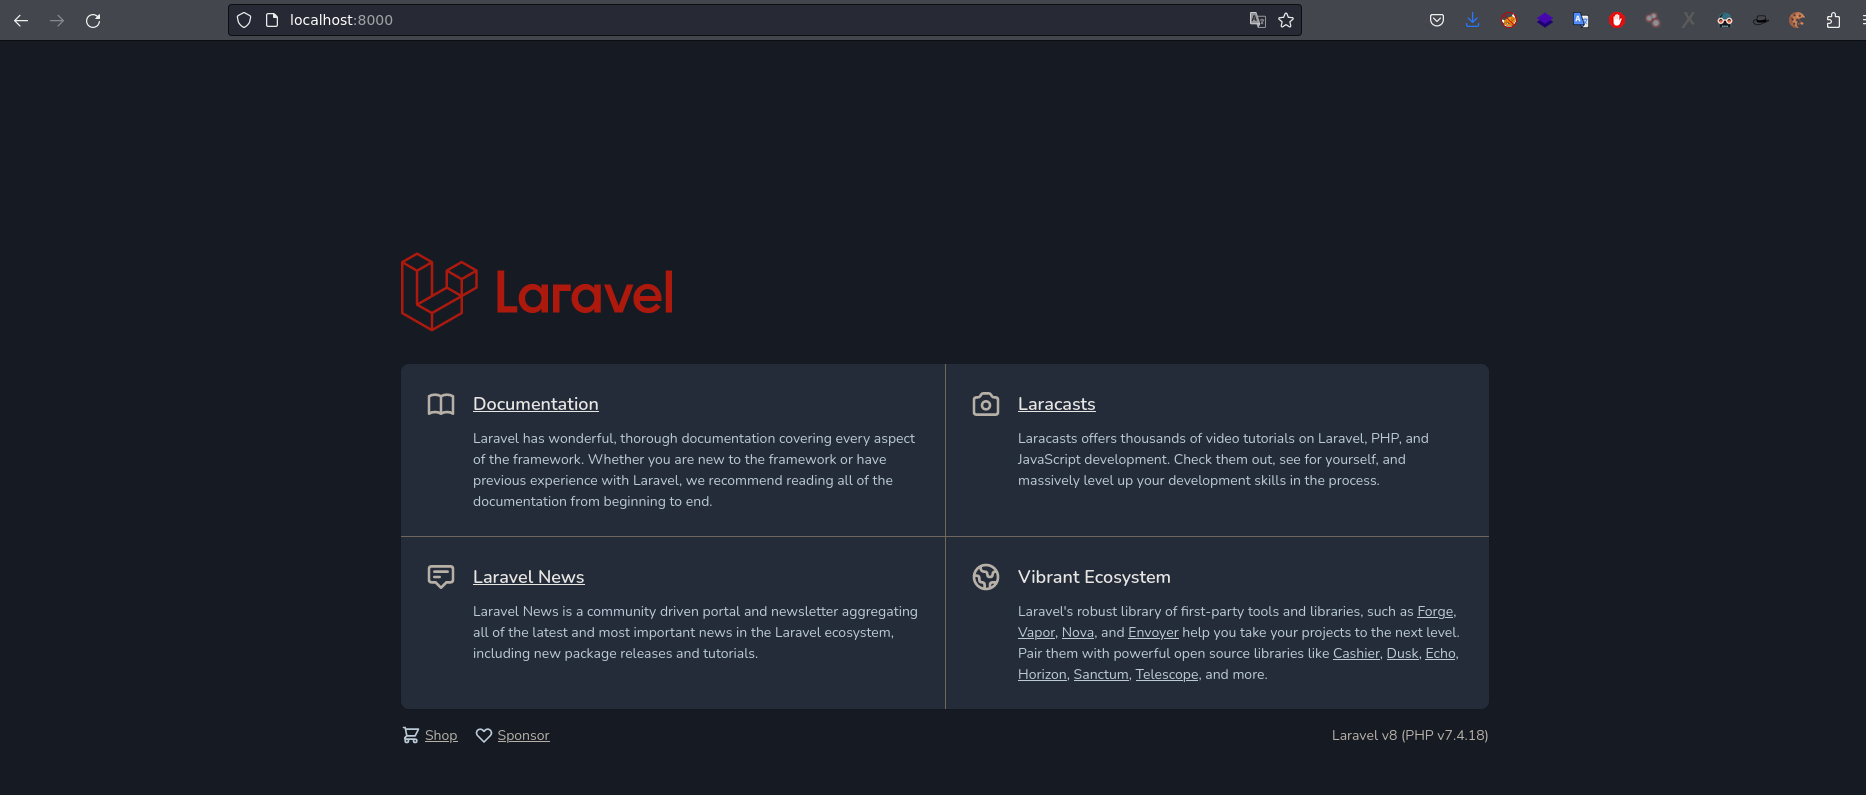 localhost:8000
Laravel
Documentation
Laravel has wonderful, thorough documentation covering every aspect
of the framework. Whether you are new to the framework or have
previous experience with Laravel, we recommend reading all of the
documentation from beginning to end.
Laracasts
Laracasts offers thousands of video tutorials on Laravel, PHP, and
JavaScript development. Check them out, see for yourself, and
massively level up your development skills in the process.
Laravel News
Laravel News is a community driven portal and newsletter aggregating
all of the latest and most important news in the Laravel ecosystem,
including new package releases and tutorials.
Vibrant Ecosystem
Laravel's robust library of first-party tools and libraries, such as Forge,
Vapor, Nova, and Envoyer help you take your projects to the next level.
Pair them with powerful open source libraries like Cashier, Dusk, Echo,
Horizon, Sanctum, Telescope, and more.
Shop
Sponsor
Laravel v8 (PHP v7.4.18)